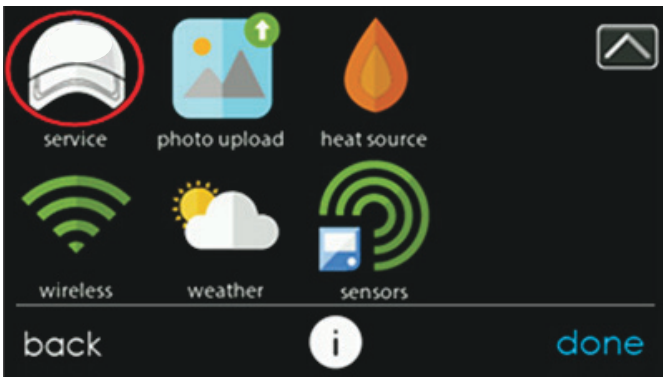 service photo upload heat source
wireless weather sensors
back i done